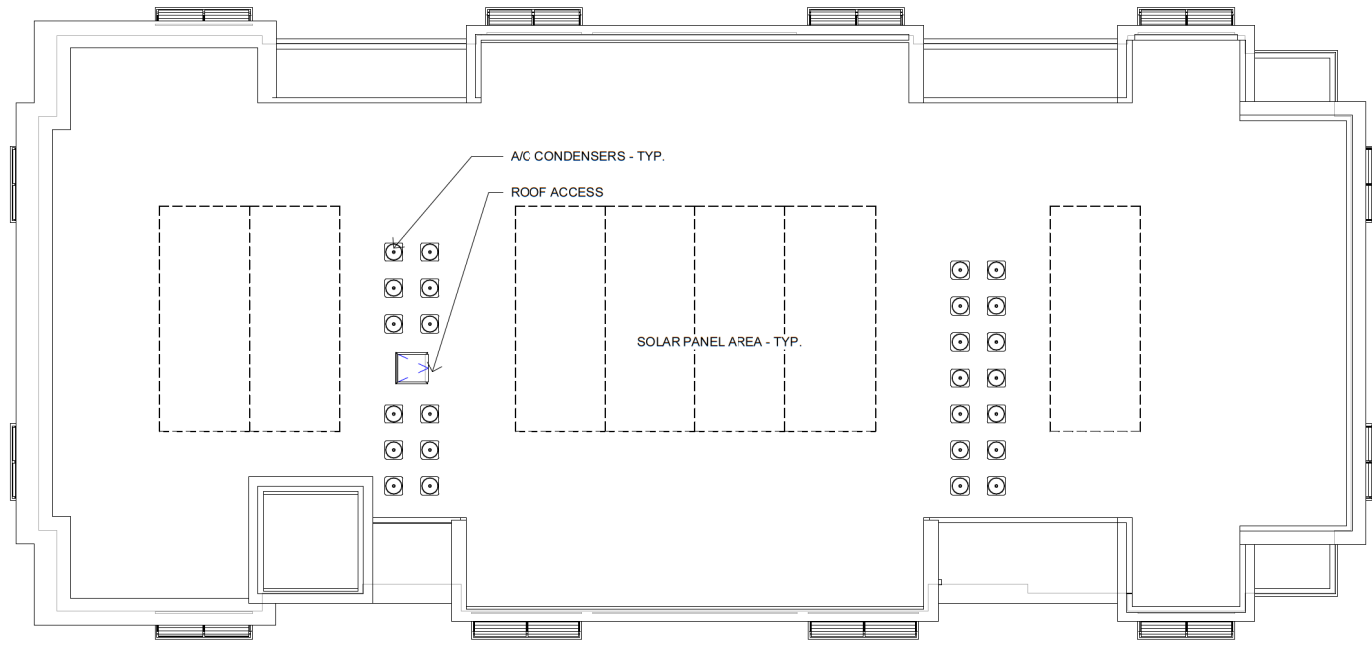 A/C CONDENSERS - TYP.
ROOF ACCESS
SOLAR PANEL AREA - TYP.